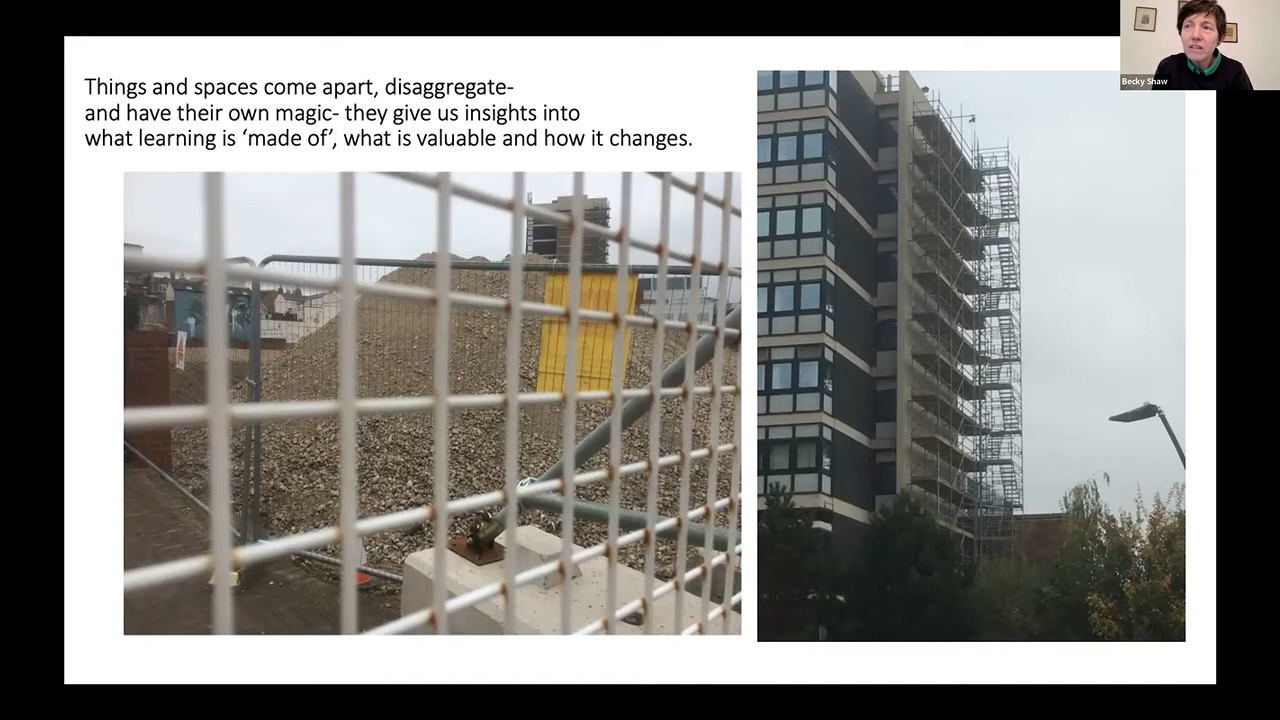 Things and spaces come apart, disaggregate-
and have their own magic- they give us insights into
what learning is ‘made of’, what is valuable and how it changes.
Becky Shaw